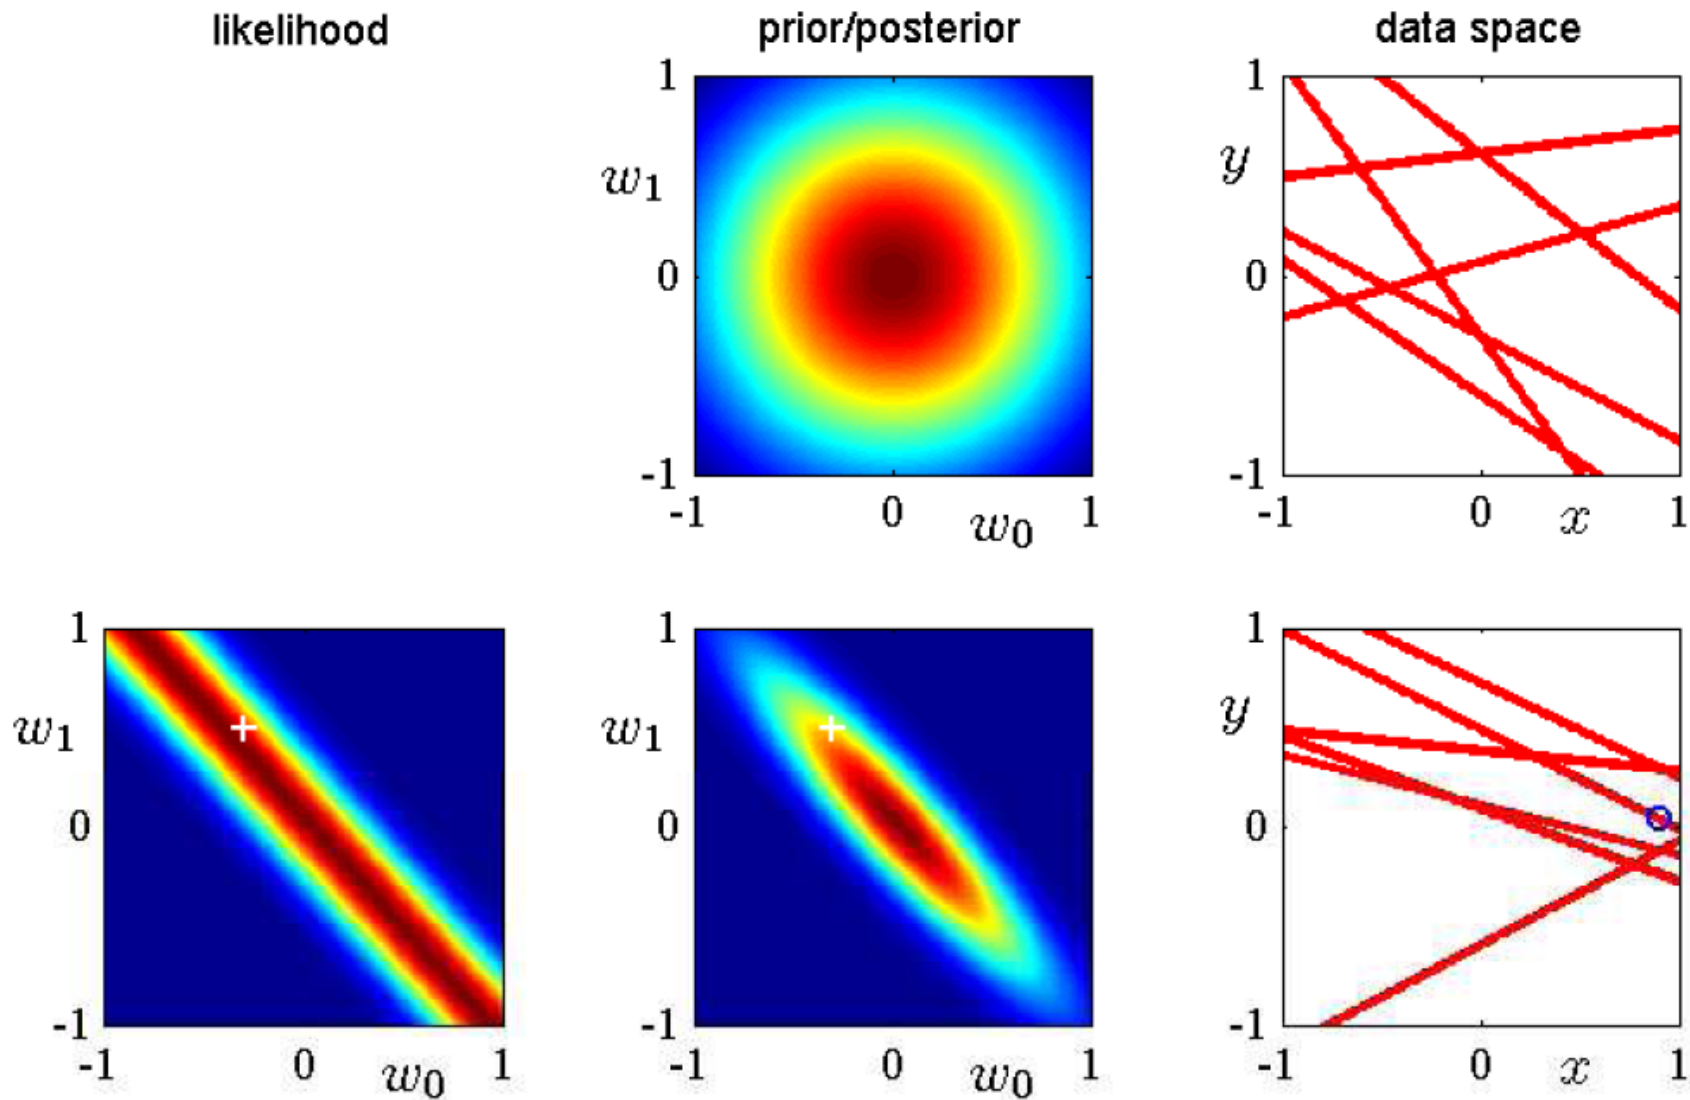 likelihood prior/posterior data space
1 1
w₁ y
0 0
-1 -1
-1 0 w₀ 1 -1 0 x 1
1 1 1
w₁ w₁ y
0 0 0
-1 -1 -1
-1 0 w₀ 1 -1 0 w₀ 1 -1 0 x 1